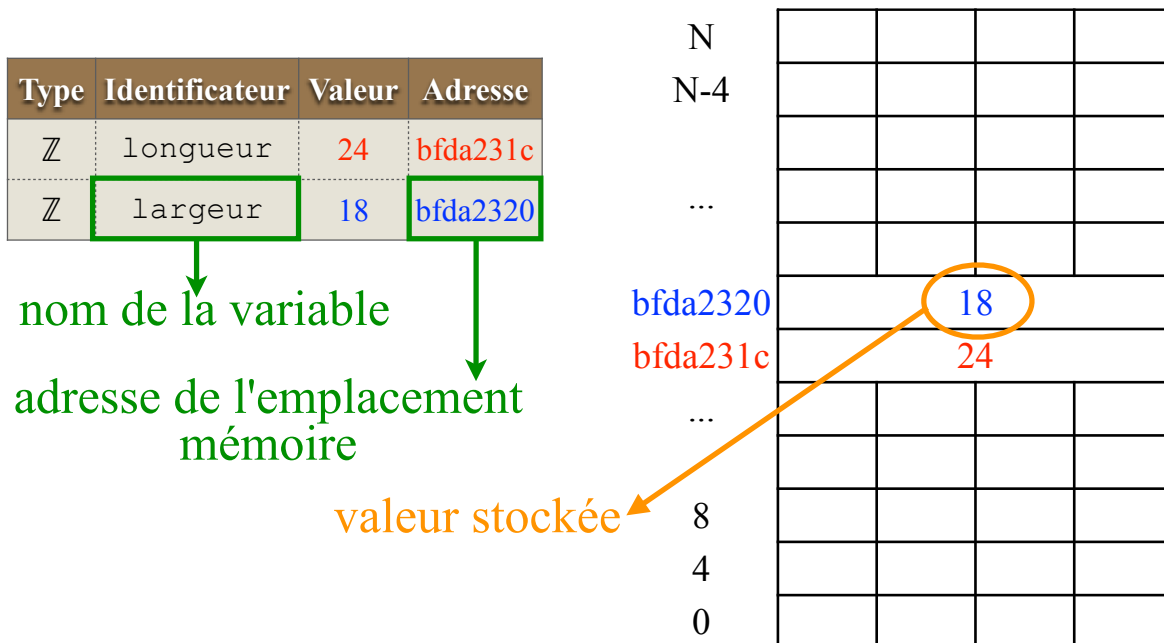 Type Identificateur Valeur Adresse
ℤ longueur 24 bfda231c
ℤ largeur 18 bfda2320
nom de la variable
adresse de l'emplacement
mémoire
valeur stockée
N
N-4
...
bfda2320 18
bfda231c 24
...
8
4
0